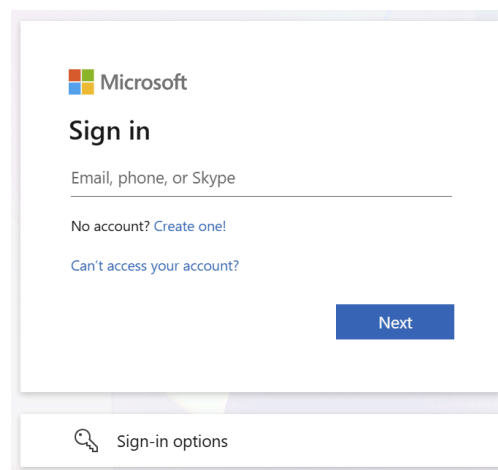 Microsoft
Sign in
Email, phone, or Skype
No account? Create one!
Can't access your account?
Next
Sign-in options